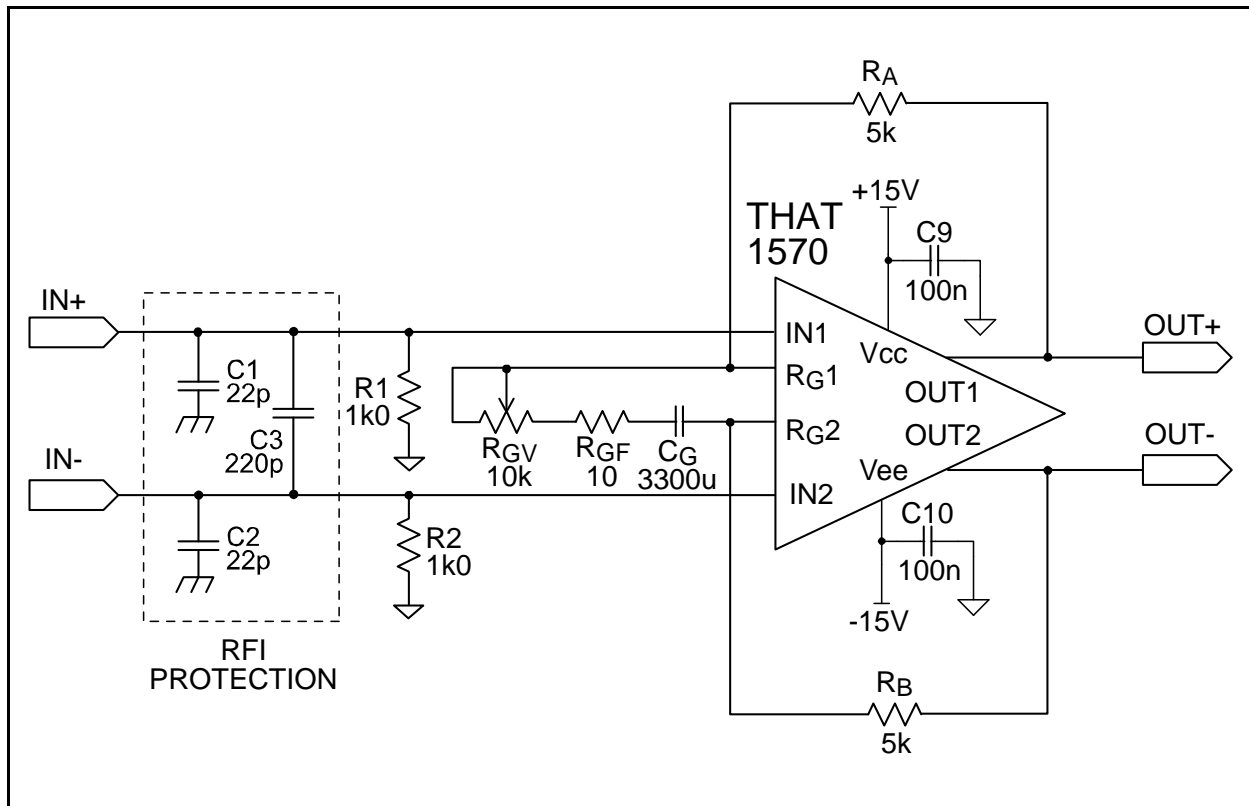 RA
5k
+15V
THAT
1570
C9
100n
IN+
IN1
Vcc
OUT+
C1
22p
R1
1k0
RG1
OUT1
C3
220p
RGV
10k
RGF
10
CG
3300u
RG2
OUT2
IN-
IN2
Vee
OUT-
C2
22p
R2
1k0
C10
100n
-15V
RFI
PROTECTION
RB
5k